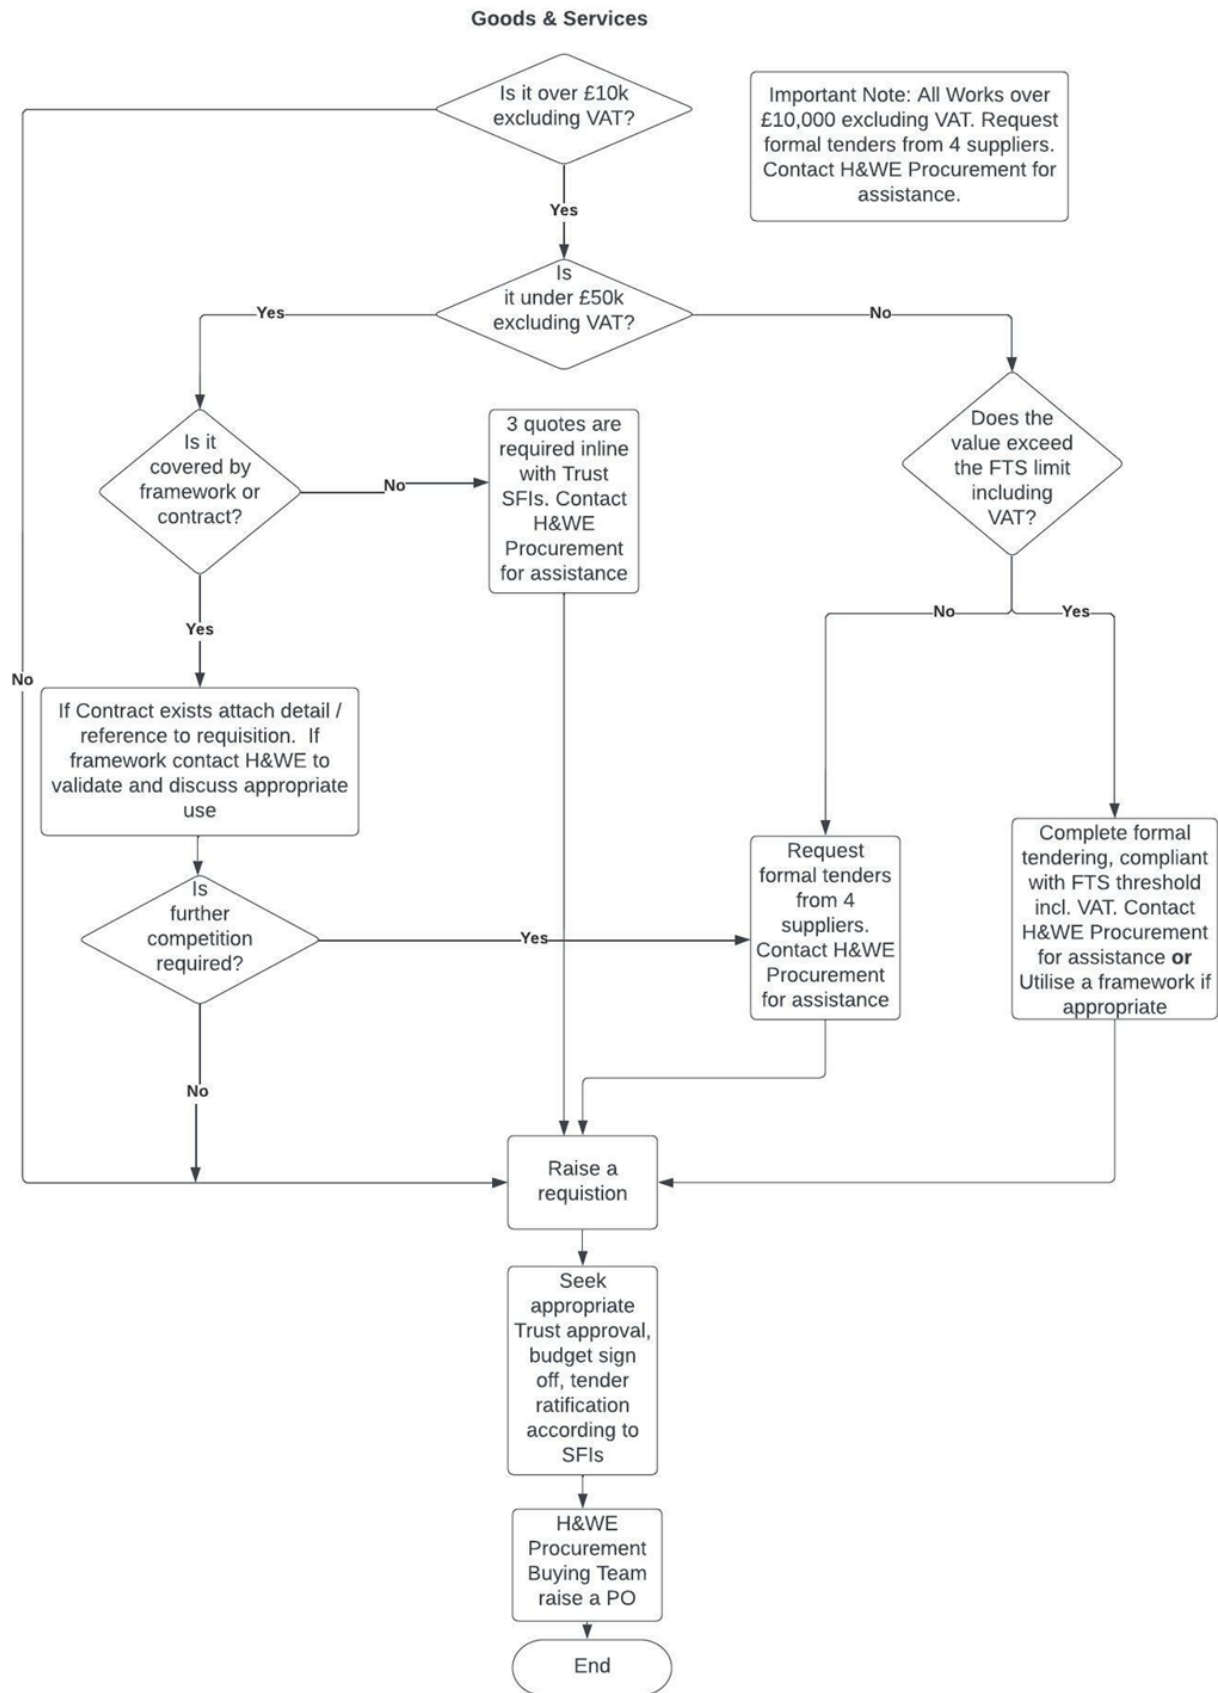 Goods & Services
Is it over £10k
excluding VAT?
Important Note: All Works over
£10,000 excluding VAT. Request
formal tenders from 4 suppliers.
Contact H&WE Procurement for
assistance.
Yes
Is
it under £50k
excluding VAT?
Yes
No
Is it
covered by
framework or
contract?
No
3 quotes are
required inline
with Trust
SFIs. Contact
H&WE
Procurement
for assistance
Does the
value exceed
the FTS limit
including
VAT?
No
Yes
Yes
No
If Contract exists attach detail /
reference to requisition.  If
framework contact H&WE to
validate and discuss appropriate
use
Is
further
competition
required?
Yes
Request
formal tenders
from 4
suppliers.
Contact H&WE
Procurement
for assistance
Complete formal
tendering, compliant
with FTS threshold
incl. VAT. Contact
H&WE Procurement
for assistance or
Utilise a framework if
appropriate
No
Raise a
requistion
Seek
appropriate
Trust approval,
budget sign
off, tender
ratification
according to
SFIs
H&WE
Procurement
Buying Team
raise a PO
End